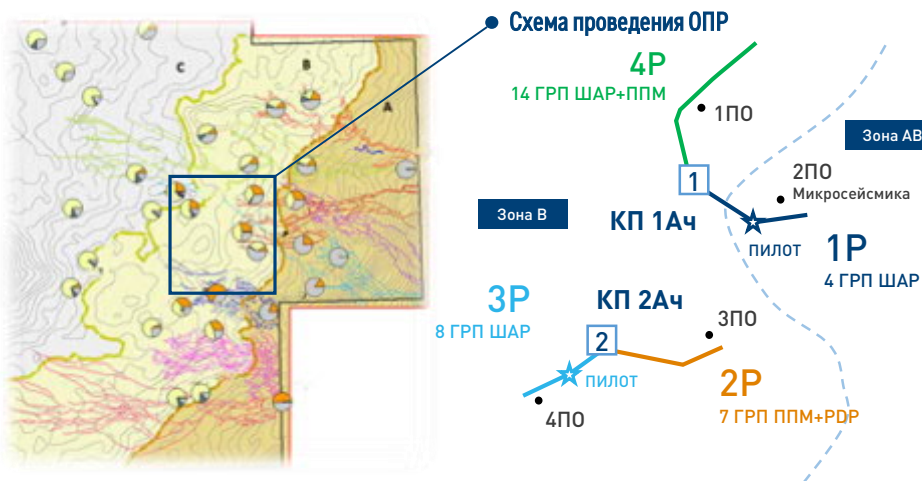 Схема проведения ОПР
C
B
A
4Р
14 ГРП ШАР+ППМ
1ПО
Зона АВ
1
2ПО
Микросейсмика
Зона В
КП 1Ач
ПИЛОТ
1Р
4 ГРП ШАР
3Р
8 ГРП ШАР
КП 2Ач
3ПО
2
ПИЛОТ
2Р
7 ГРП ППМ+PDP
4ПО